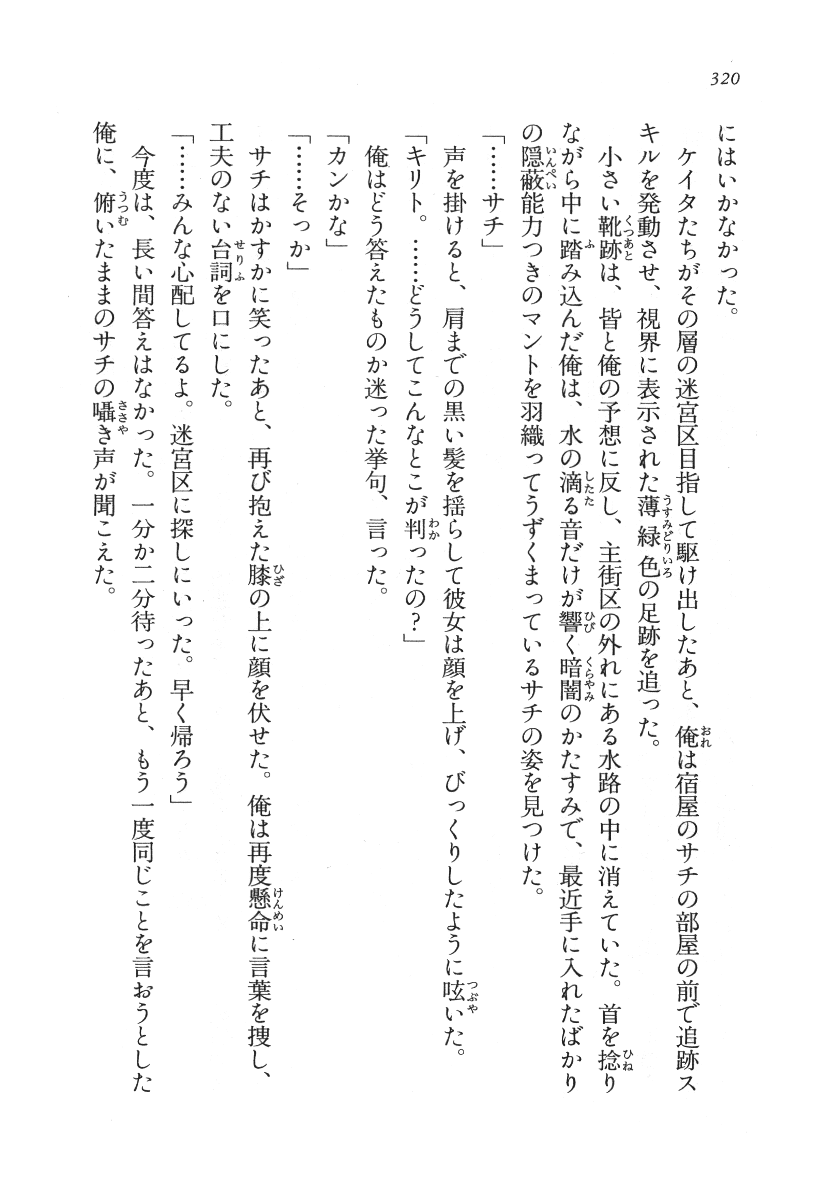 320
にはいかなかった。
　ケイタたちがその層の迷宮区目指して駆け出したあと、俺は宿屋のサチの部屋の前で追跡ス
キルを発動させ、視界に表示された薄緑色の足跡を追った。
　小さい靴跡は、皆と俺の予想に反し、主街区の外れにある水路の中に消えていた。首を捻り
ながら中に踏み込んだ俺は、水の滴る音だけが響く暗闇のかたすみで、最近手に入れたばかり
の隠蔽能力つきのマントを羽織ってうずくまっているサチの姿を見つけた。
「……サチ」
　声を掛けると、肩までの黒い髪を揺らして彼女は顔を上げ、びっくりしたように呟いた。
「キリト。……どうしてこんなとこが判ったの？」
　俺はどう答えたものか迷った挙句、言った。
「カンかな」
「……そっか」
　サチはかすかに笑ったあと、再び抱えた膝の上に顔を伏せた。俺は再度懸命に言葉を捜し、
工夫のない台詞を口にした。
「……みんな心配してるよ。迷宮区に探しにいった。早く帰ろう」
　今度は、長い間答えはなかった。一分か二分待ったあと、もう一度同じことを言おうとした
俺に、俯いたままのサチの囁き声が聞こえた。